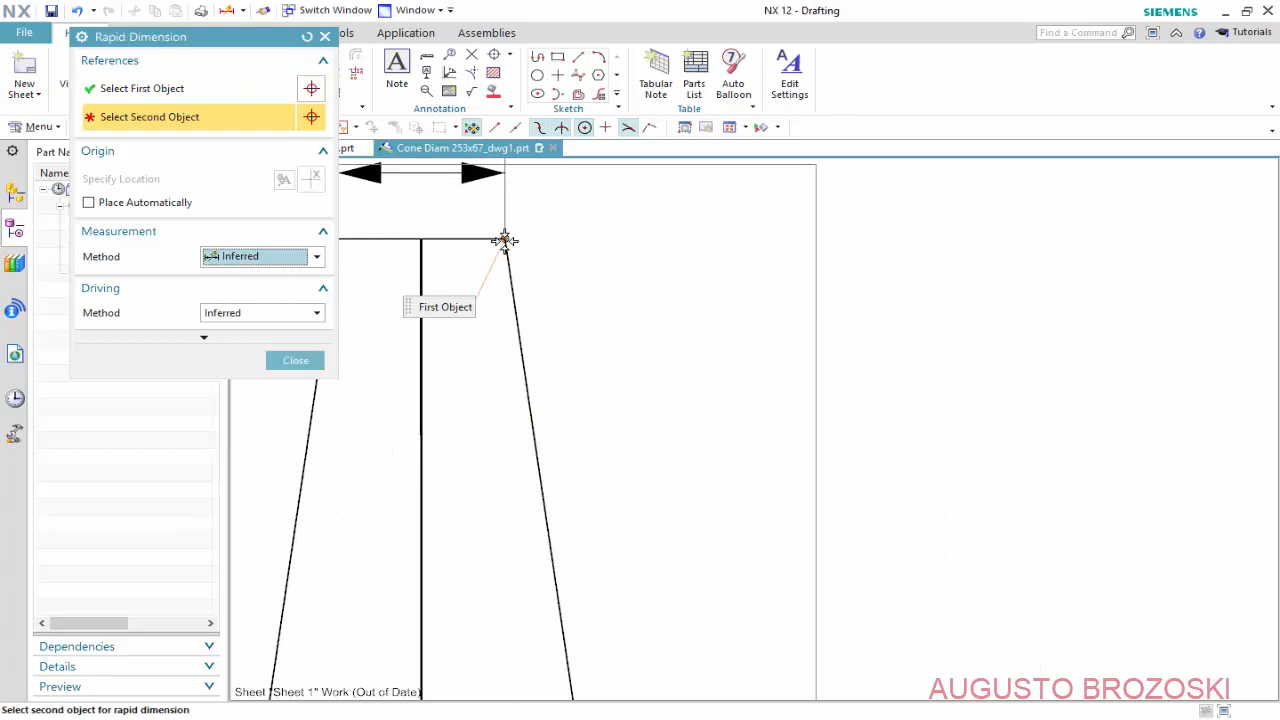 NX
Switch Window
Window
NX 12 - Drafting
SIEMENS
File
H
ols
Application
Assemblies
Find a Command
Tutorials
Rapid Dimension
References
Select First Object
Select Second Object
Origin
Specify Location
Place Automatically
Measurement
Method
Inferred
Driving
Method
Inferred
Close
New
Sheet
Vi
A
Note
Annotation
Sketch
Tabular
Note
Parts
List
Auto
Balloon
Table
Edit
Settings
Menu
Part Na
.prt
Cone Diam 253x67_dwg1.prt
Name
First Object
Dependencies
Details
Preview
Sheet "Sheet 1" Work (Out of Date)
AUGUSTO BROZOSKI
Select second object for rapid dimension